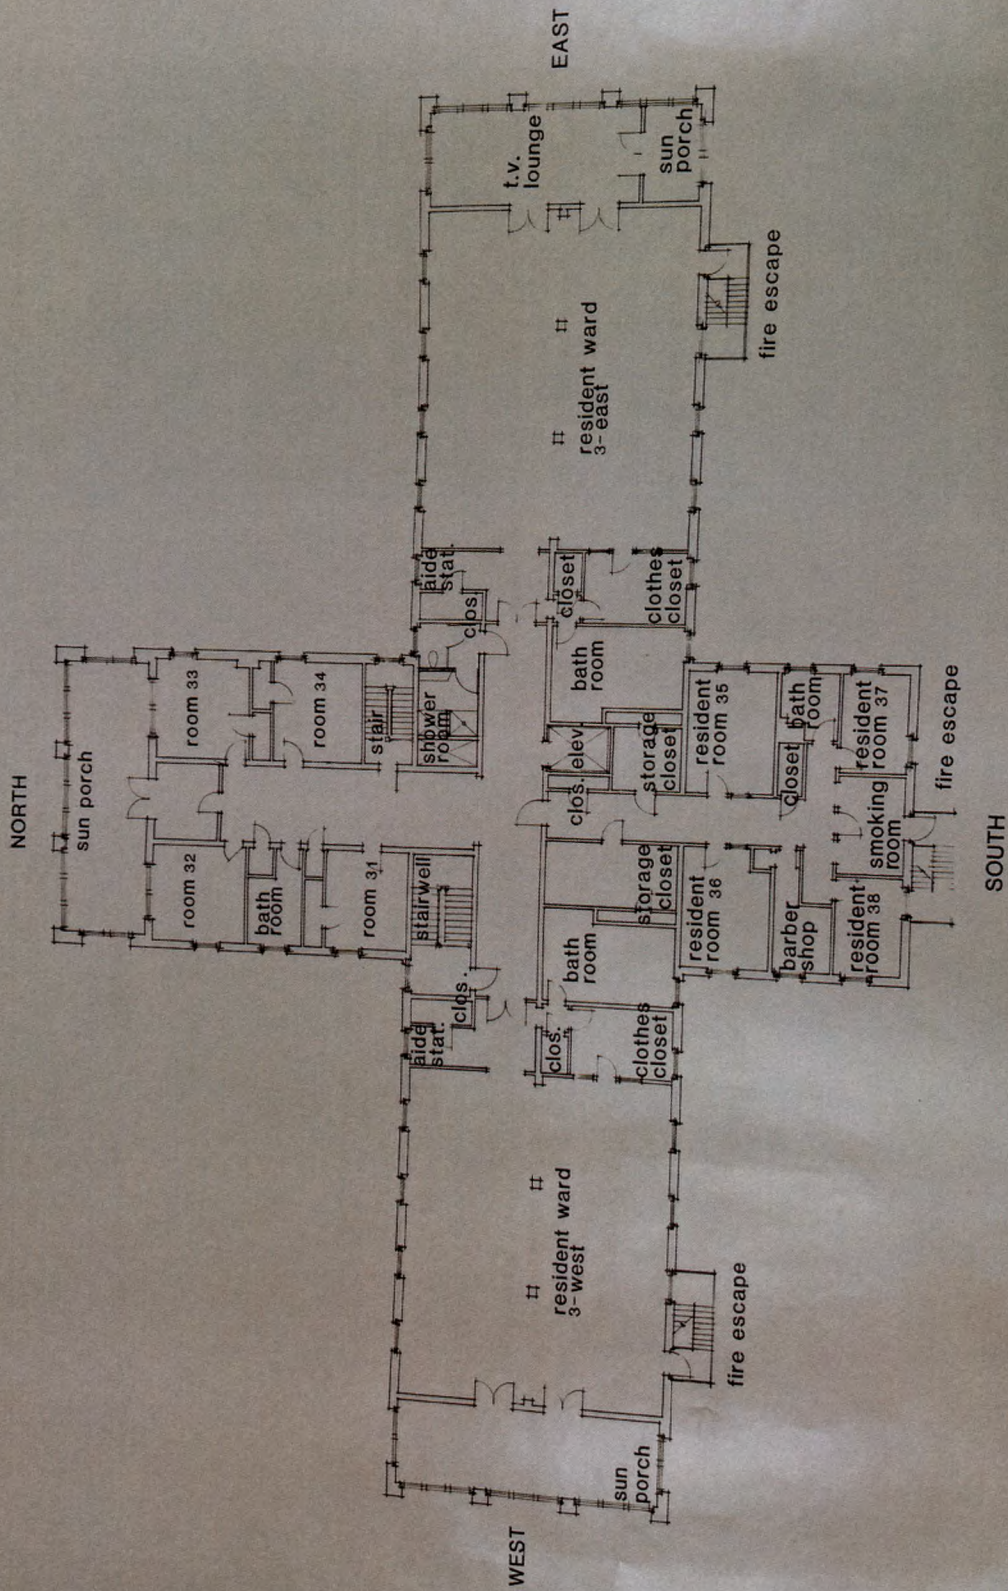 NORTH
sun porch
room 32
room 33
bath
room
room 31
room 34
stairwell
stair
shower
room
WEST
sun
porch
resident ward
3-west
fire escape
aide
stat.
clos.
clos.
clothes
closet
bath
room
storage
closet
clos.
elev.
storage
closet
bath
room
clos.
aide
stat.
closet
clothes
closet
resident ward
3-east
fire escape
t.v.
lounge
sun
porch
EAST
resident
room 36
resident
room 35
barber
shop
closet
bath
room
resident
room 38
smoking
room
resident
room 37
fire escape
SOUTH